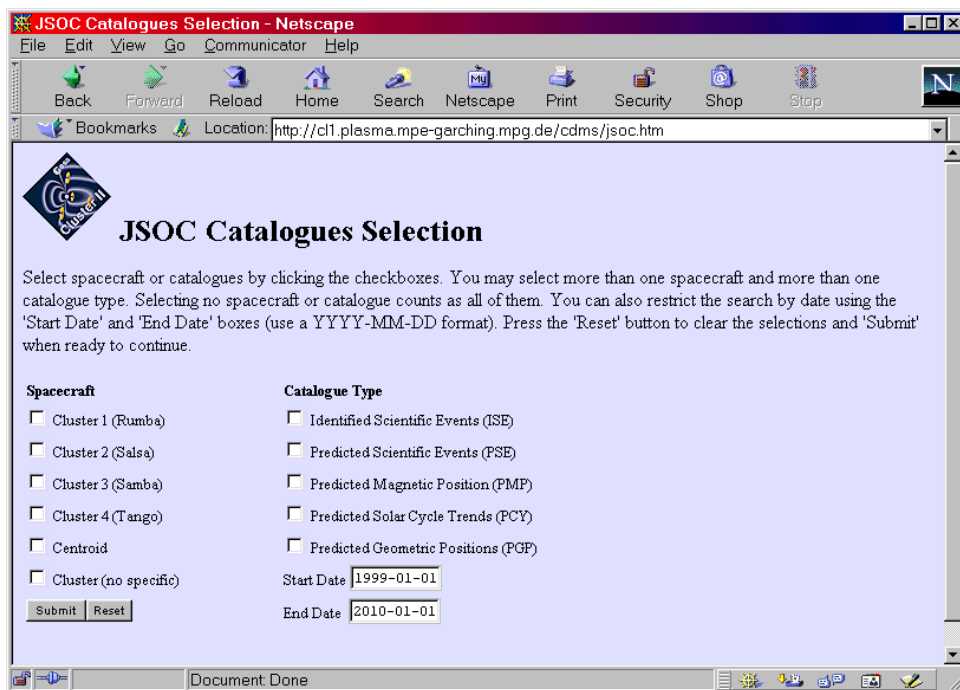 JSOC Catalogues Selection - Netscape
File Edit View Go Communicator Help
Back Forward Reload Home Search Netscape Print Security Shop Stop
My
N
Bookmarks Location: http://cl1.plasma.mpe-garching.mpg.de/cdms/jsoc.htm
Cluster II
JSOC Catalogues Selection
Select spacecraft or catalogues by clicking the checkboxes. You may select more than one spacecraft and more than one
catalogue type. Selecting no spacecraft or catalogue counts as all of them. You can also restrict the search by date using the
'Start Date' and 'End Date' boxes (use a YYYY-MM-DD format). Press the 'Reset' button to clear the selections and 'Submit'
when ready to continue.
Spacecraft Catalogue Type
Cluster 1 (Rumba) Identified Scientific Events (ISE)
Cluster 2 (Salsa) Predicted Scientific Events (PSE)
Cluster 3 (Samba) Predicted Magnetic Position (PMP)
Cluster 4 (Tango) Predicted Solar Cycle Trends (PCY)
Centroid Predicted Geometric Positions (PGP)
Cluster (no specific) Start Date 1999-01-01
Submit Reset End Date 2010-01-01
Document: Done